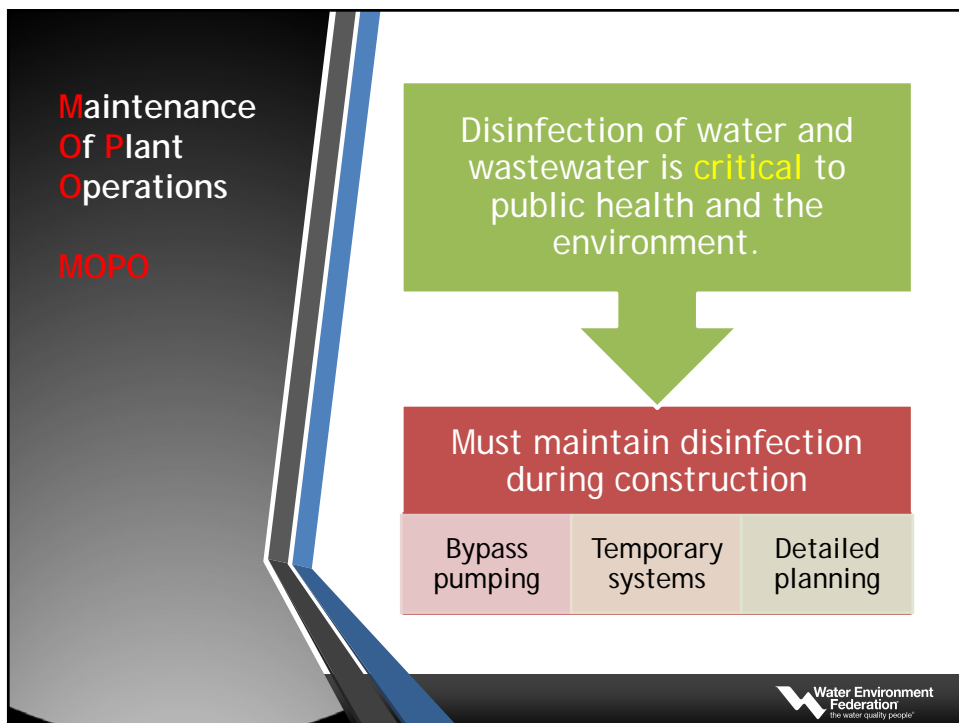 Maintenance
Of Plant
Operations
MOPO
Disinfection of water and
wastewater is critical to
public health and the
environment.
Must maintain disinfection
during construction
Bypass
pumping
Temporary
systems
Detailed
planning
Water Environment
Federation
the water quality people®